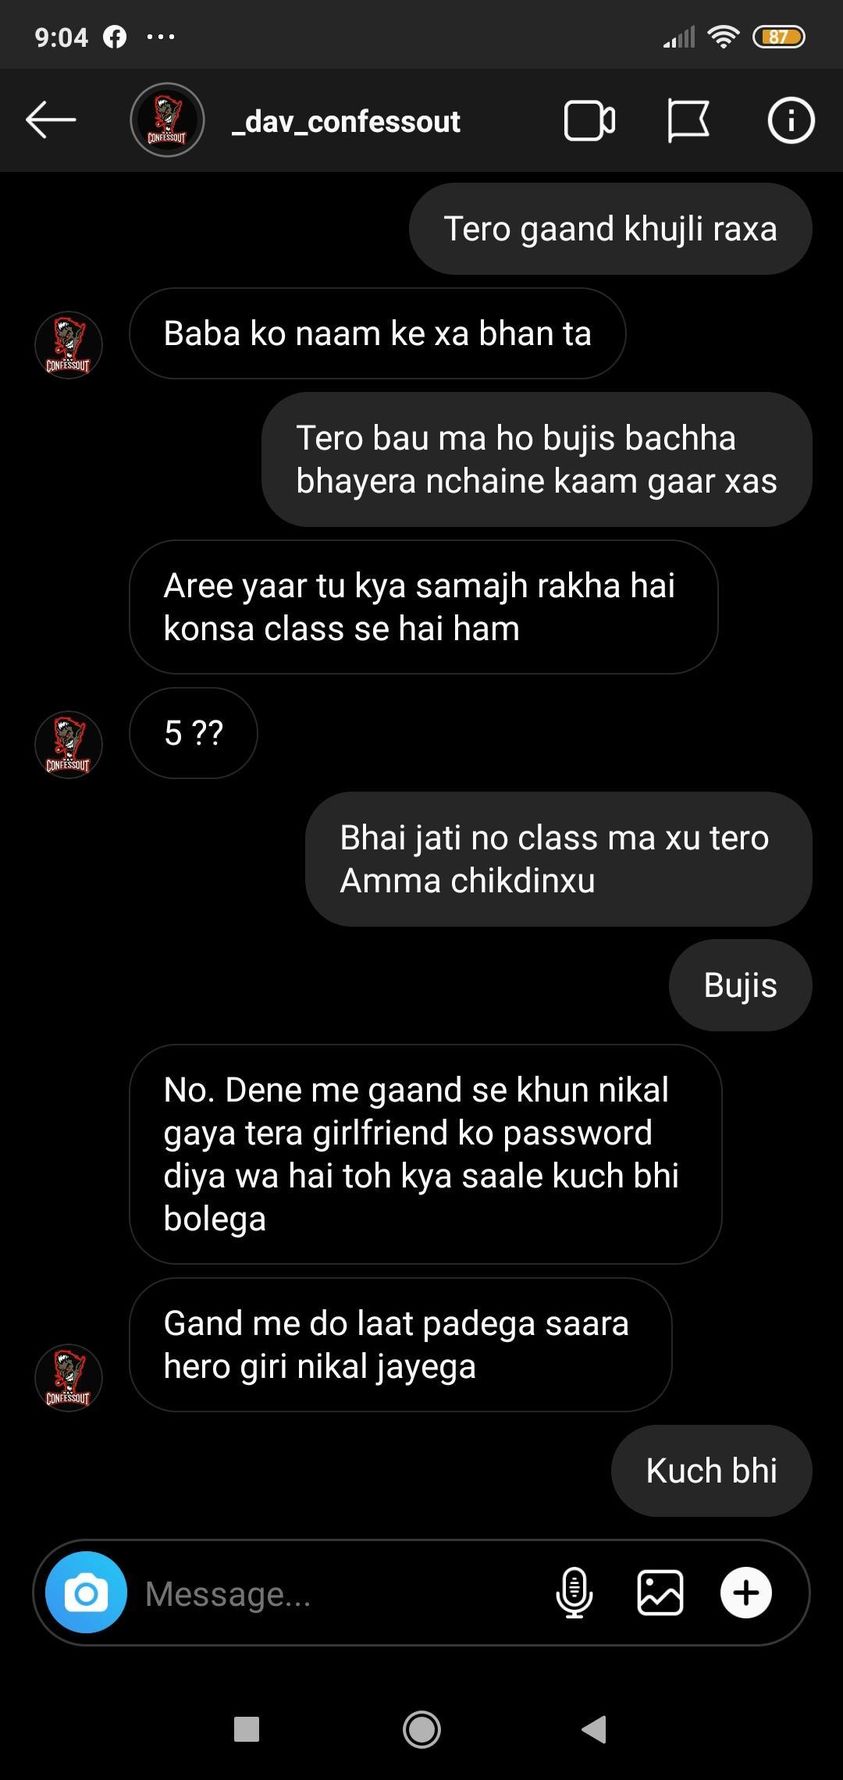 9:04
87
CONFESSOUT
_dav_confessout
Tero gaand khujli raxa
Baba ko naam ke xa bhan ta
CONFESSOUT
Tero bau ma ho bujis bachha
bhayera nchaine kaam gaar xas
Aree yaar tu kya samajh rakha hai
konsa class se hai ham
5 ??
CONFESSOUT
Bhai jati no class ma xu tero
Amma chikdinxu
Bujis
No. Dene me gaand se khun nikal
gaya tera girlfriend ko password
diya wa hai toh kya saale kuch bhi
bolega
Gand me do laat padega saara
hero giri nikal jayega
CONFESSOUT
Kuch bhi
Message...